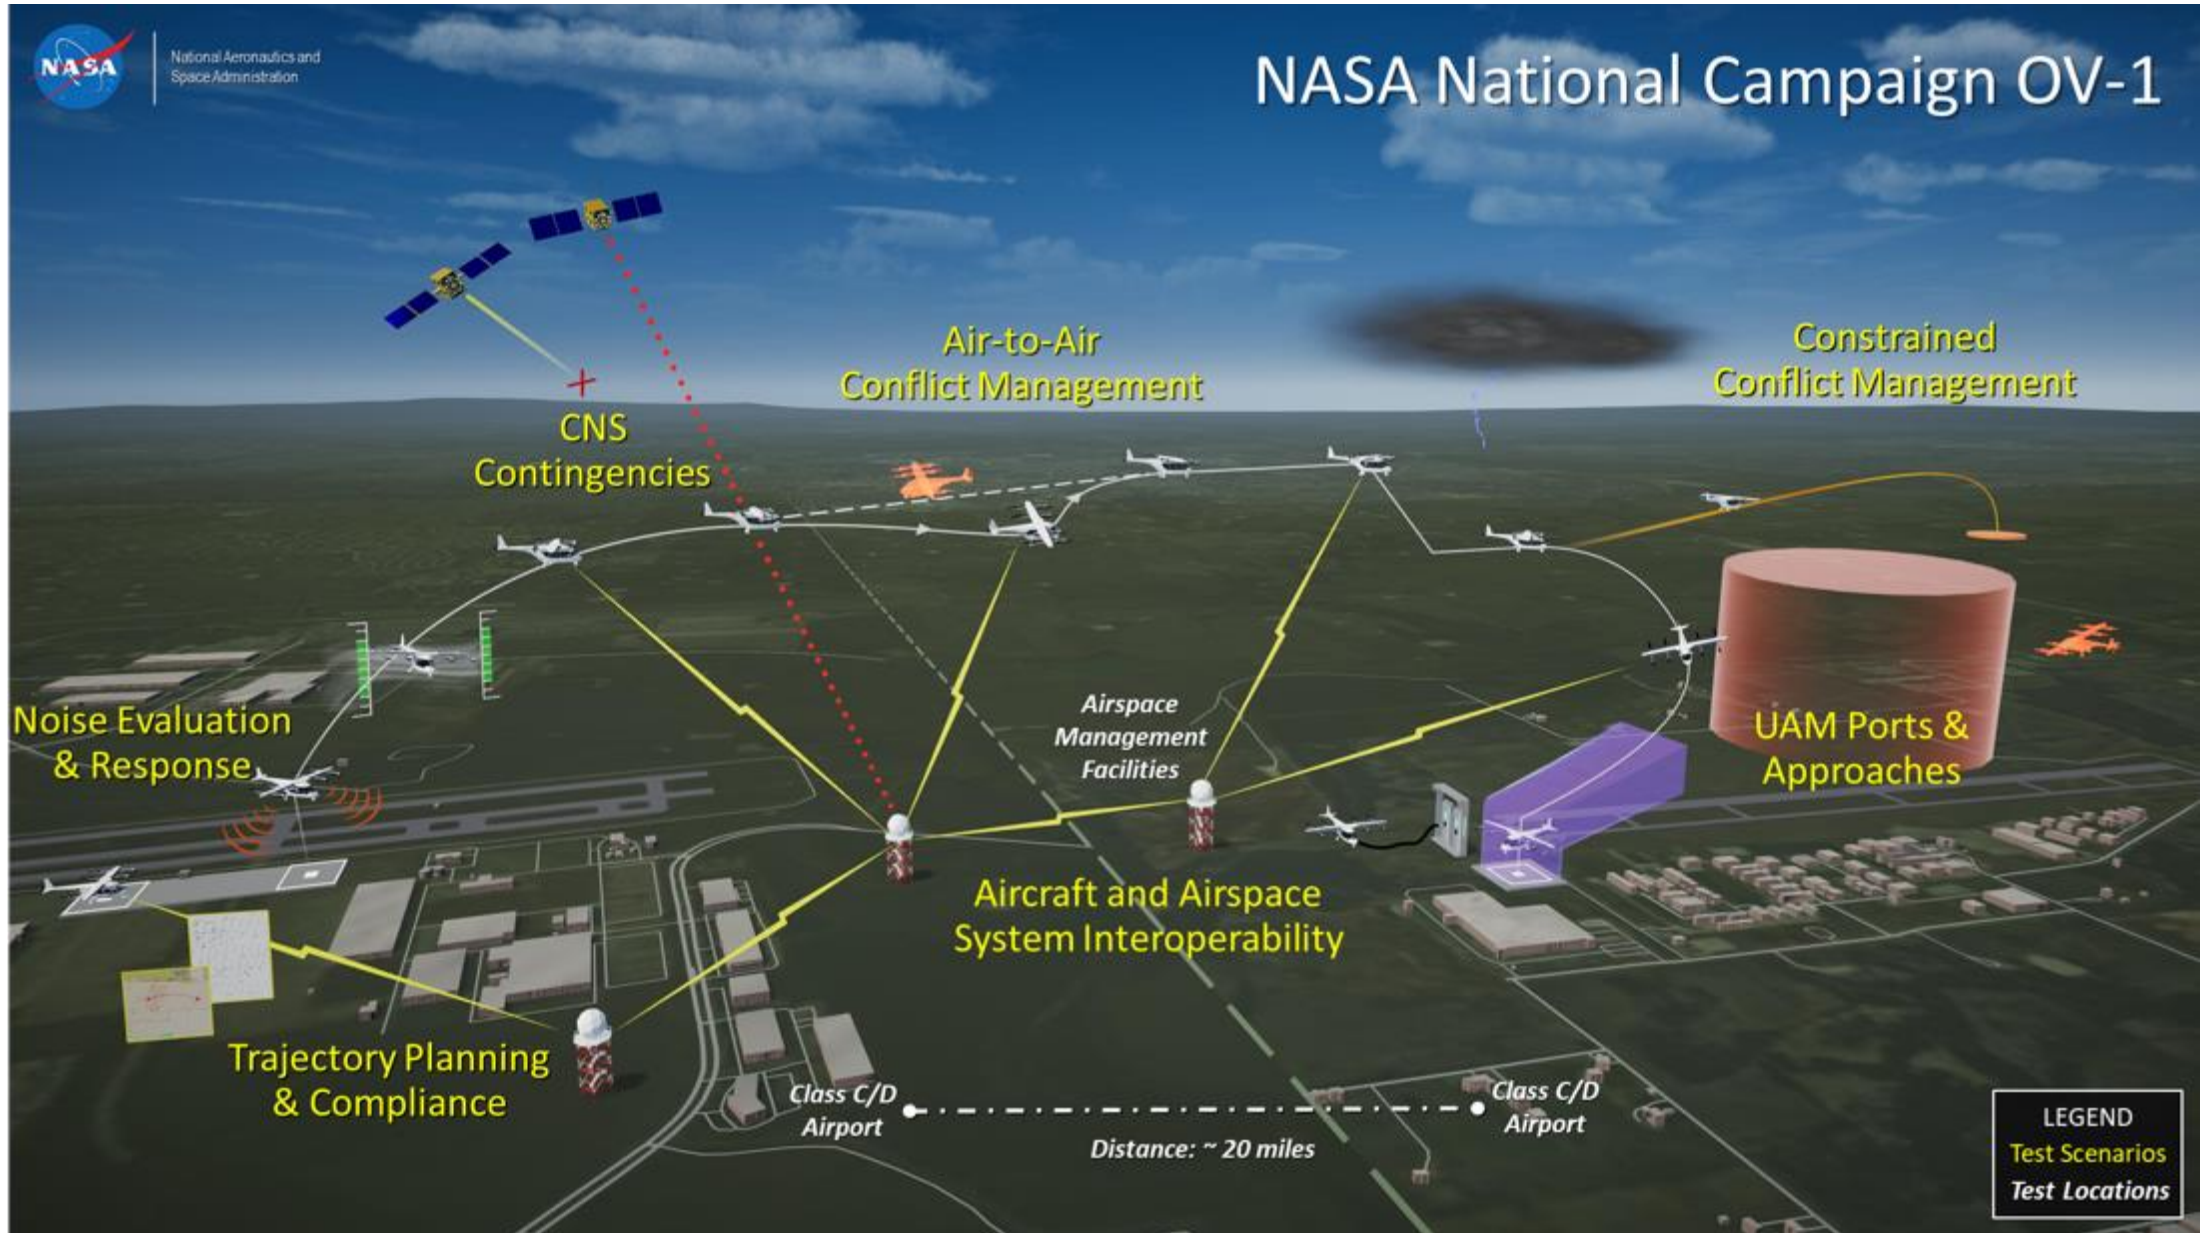 NASA
National Aeronautics and
Space Administration
NASA National Campaign OV-1
Air-to-Air
Conflict Management
Constrained
Conflict Management
CNS
Contingencies
Noise Evaluation
& Response
Airspace
Management
Facilities
UAM Ports &
Approaches
Aircraft and Airspace
System Interoperability
Trajectory Planning
& Compliance
Class C/D
Airport
Distance: ~ 20 miles
Class C/D
Airport
LEGEND
Test Scenarios
Test Locations